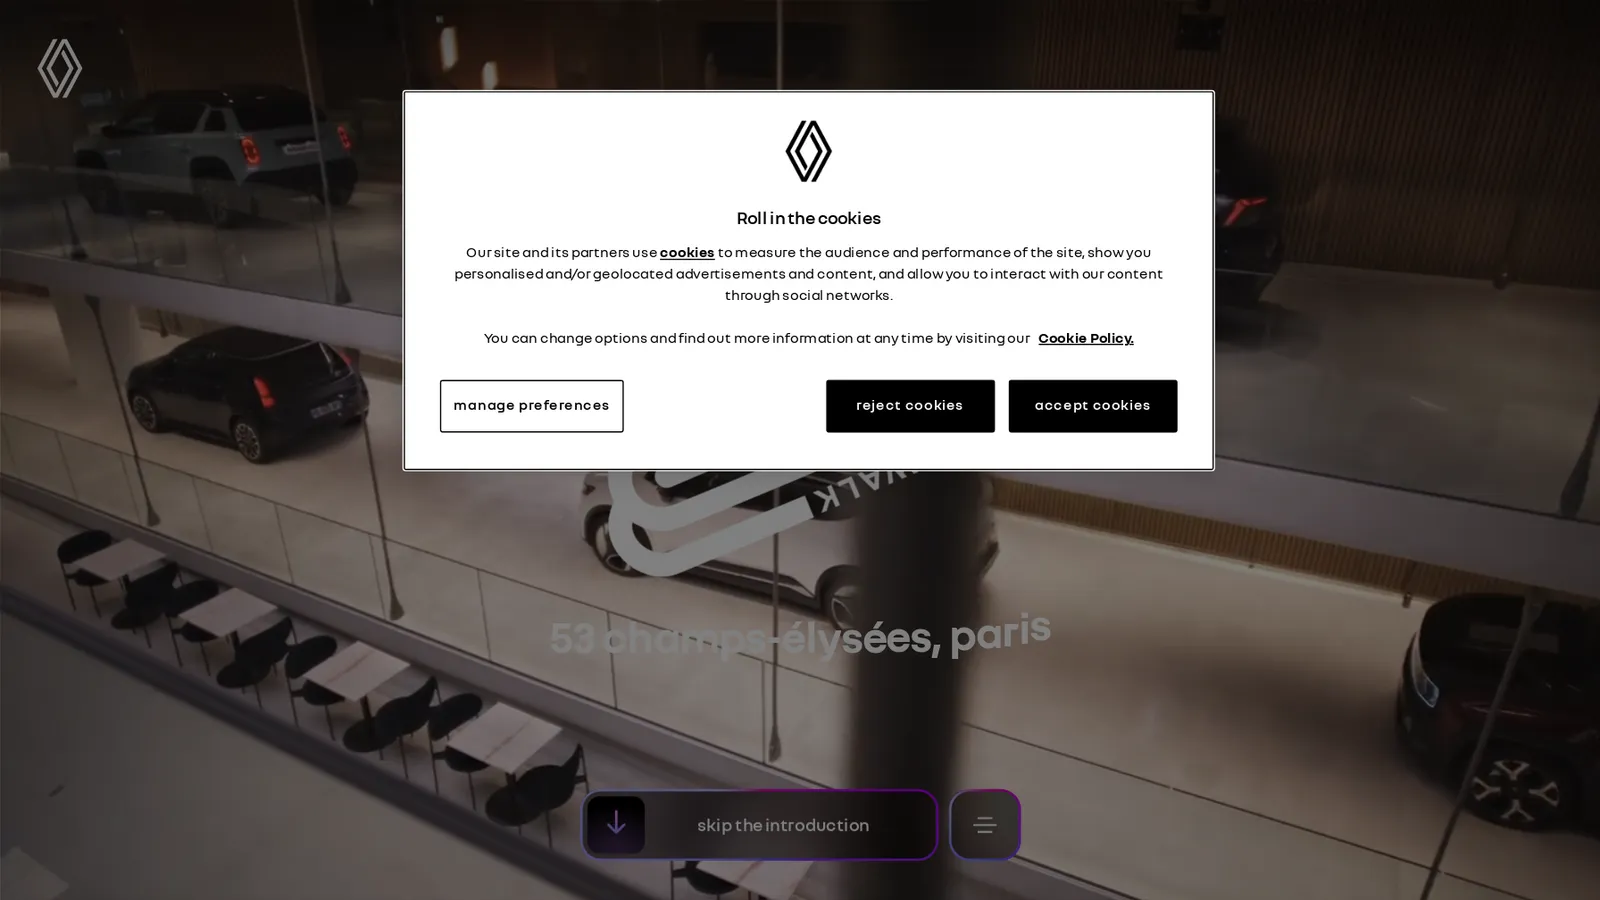 Roll in the cookies
Our site and its partners use cookies to measure the audience and performance of the site, show you
personalised and/or geolocated advertisements and content, and allow you to interact with our content
through social networks.
You can change options and find out more information at any time by visiting our Cookie Policy.
manage preferences
reject cookies
accept cookies
53 champs-élysées, paris
skip the introduction